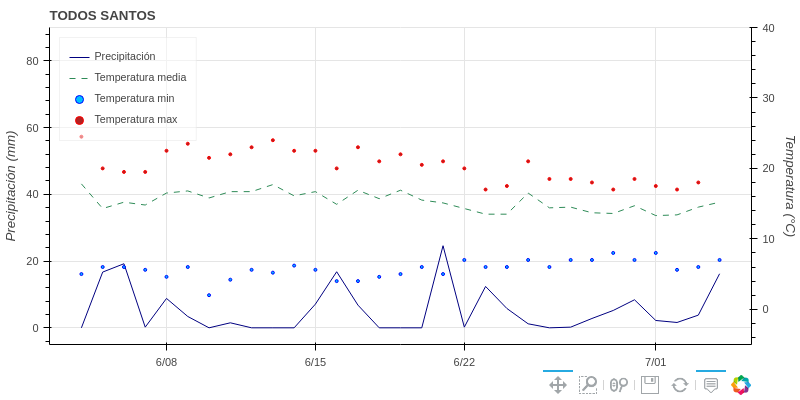 TODOS SANTOS
Precipitación
Temperatura media
Temperatura min
Temperatura max
Precipitación (mm)
80
60
40
20
0
Temperatura (°C)
40
30
20
10
0
6/08
6/15
6/22
7/01